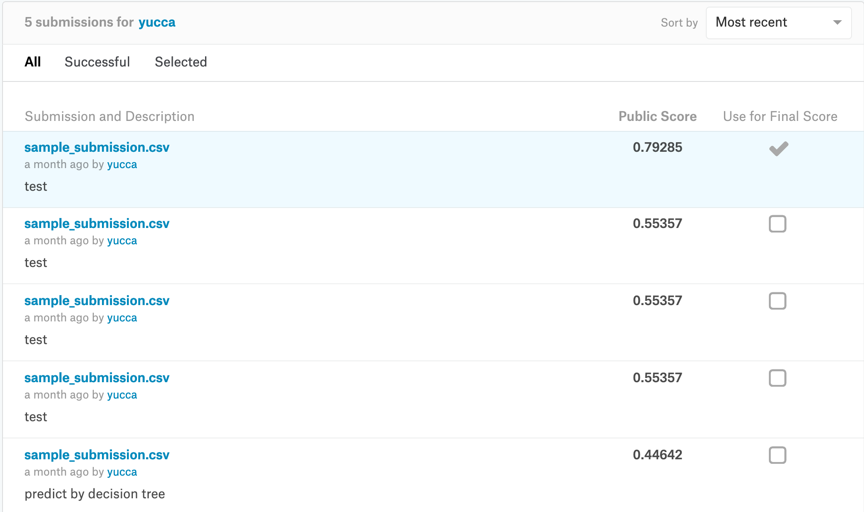 5 submissions for yucca Sort by Most recent
All Successful Selected
Submission and Description Public Score Use for Final Score
sample_submission.csv 0.79285
a month ago by yucca
test
sample_submission.csv 0.55357
a month ago by yucca
test
sample_submission.csv 0.55357
a month ago by yucca
test
sample_submission.csv 0.55357
a month ago by yucca
test
sample_submission.csv 0.44642
a month ago by yucca
predict by decision tree